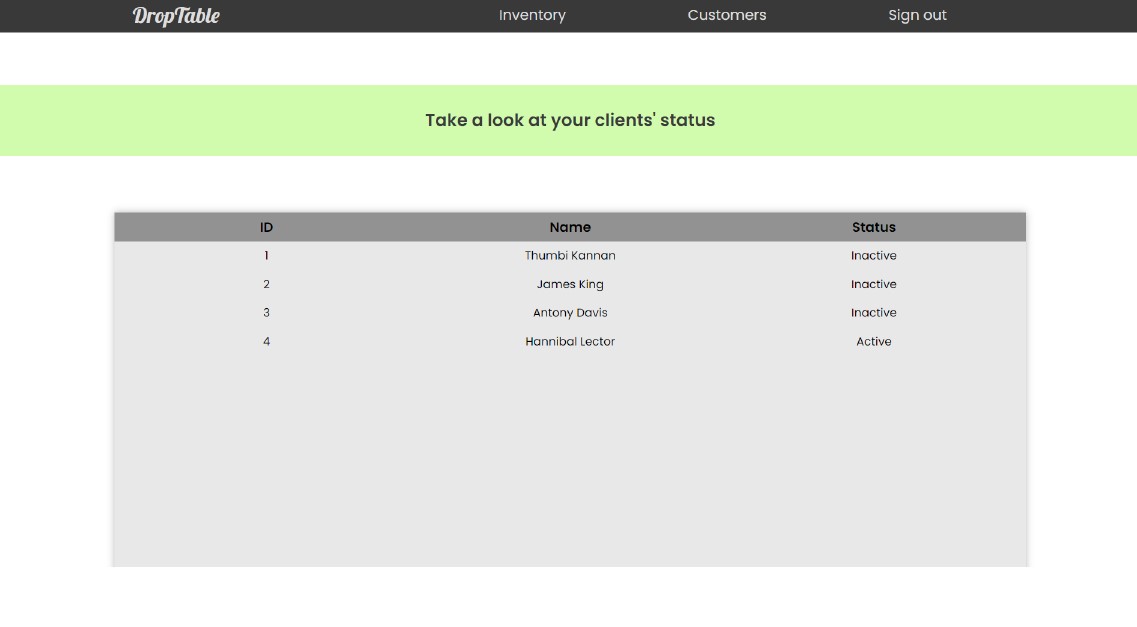 DropTable Inventory Customers Sign out
Take a look at your clients' status
ID Name Status
1 Thumbi Kannan Inactive
2 James King Inactive
3 Antony Davis Inactive
4 Hannibal Lector Active